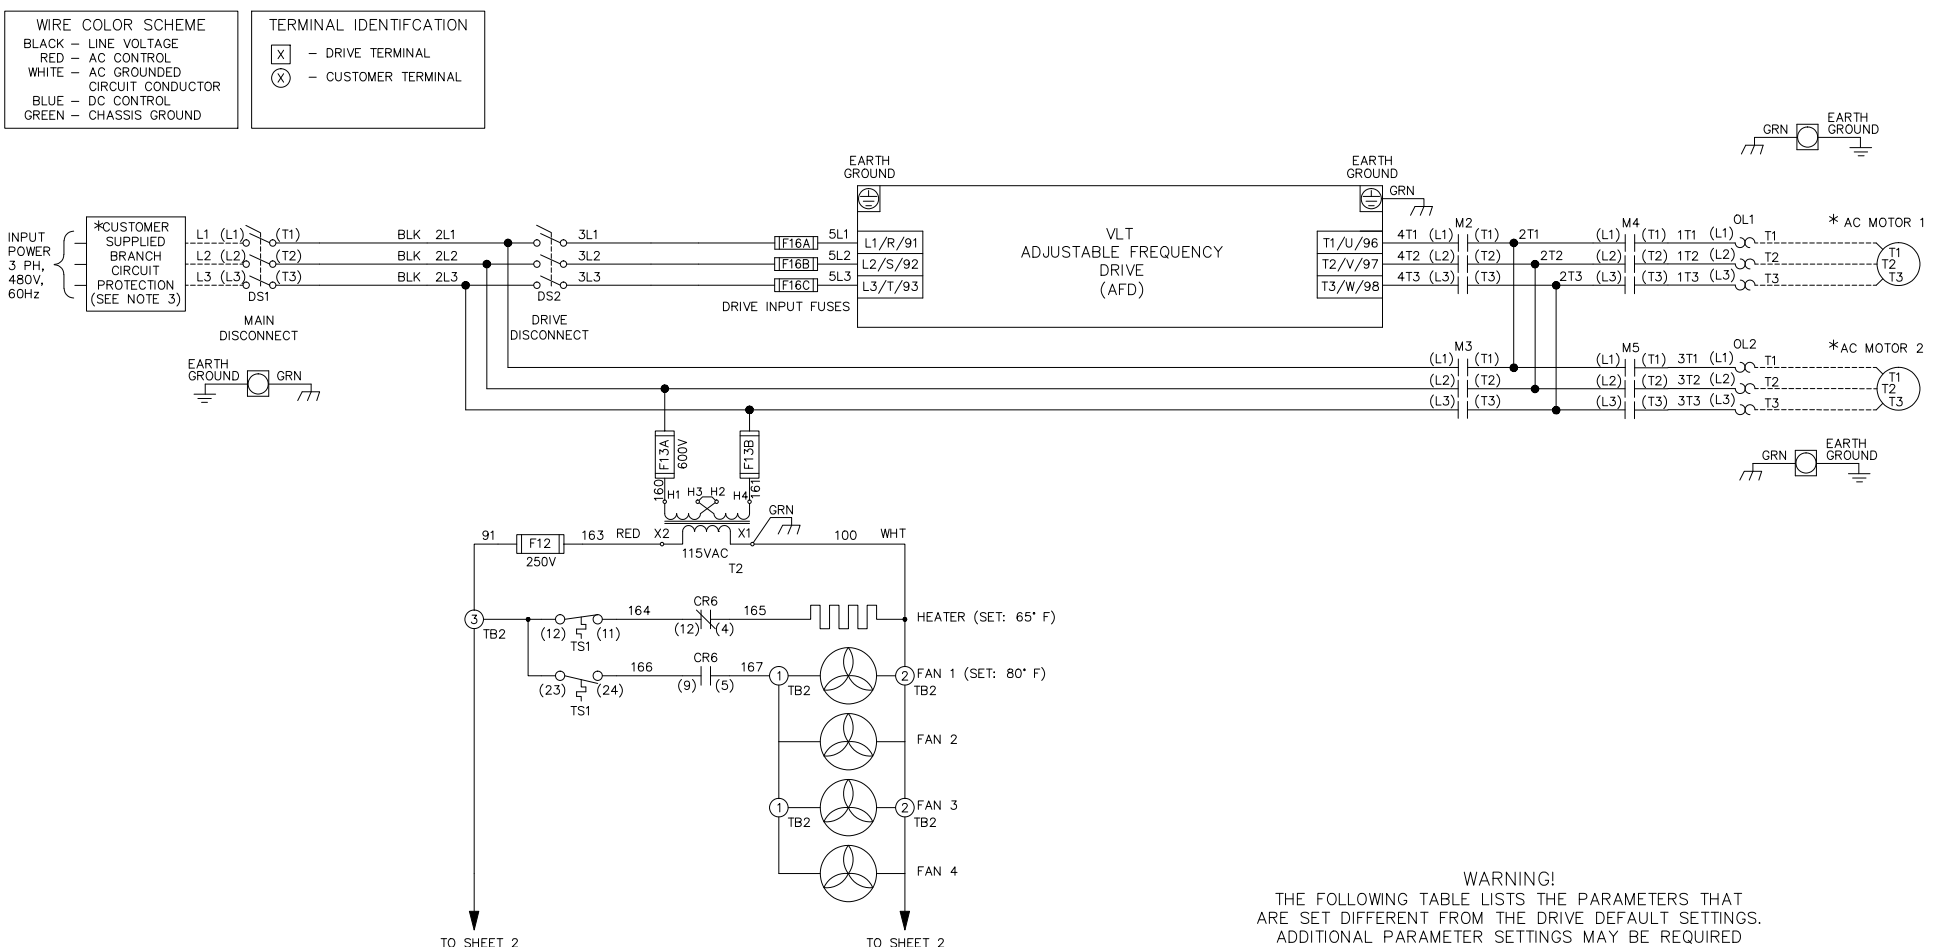 WIRE COLOR SCHEME
BLACK – LINE VOLTAGE
RED – AC CONTROL
WHITE – AC GROUNDED
CIRCUIT CONDUCTOR
BLUE – DC CONTROL
GREEN – CHASSIS GROUND
TERMINAL IDENTIFCATION
X – DRIVE TERMINAL
X – CUSTOMER TERMINAL
GRN
EARTH
GROUND
INPUT
POWER
3 PH,
480V,
60Hz
*CUSTOMER
SUPPLIED
BRANCH
CIRCUIT
PROTECTION
(SEE NOTE 3)
L1 (L1) (T1) BLK 2L1 3L1 F16A 5L1 L1/R/91
L2 (L2) (T2) BLK 2L2 3L2 F16B 5L2 L2/S/92
L3 (L3) (T3) BLK 2L3 3L3 F16C 5L3 L3/T/93
DS1
MAIN
DISCONNECT
DS2
DRIVE
DISCONNECT
DRIVE INPUT FUSES
EARTH
GROUND
VLT
ADJUSTABLE FREQUENCY
DRIVE
(AFD)
EARTH
GROUND
GRN
M2 M4 OL1 * AC MOTOR 1
T1/U/96 4T1 (L1) (T1) 2T1 (L1) (T1) 1T1 (L1) T1
T2/V/97 4T2 (L2) (T2) 2T2 (L2) (T2) 1T2 (L2) T2
T3/W/98 4T3 (L3) (T3) 2T3 (L3) (T3) 1T3 (L3) T3
T1
T2
T3
EARTH
GROUND GRN
M3 M5 OL2 *AC MOTOR 2
(L1) (T1) (L1) (T1) 3T1 (L1) T1
(L2) (T2) (L2) (T2) 3T2 (L2) T2
(L3) (T3) (L3) (T3) 3T3 (L3) T3
T1
T2
T3
GRN
EARTH
GROUND
F13A
600V
F13B
160
161
H1 H3 H2 H4
GRN
91 F12 163 RED X2 X1 100 WHT
250V
115VAC
T2
3
TB2
(12) (11)
TS1
164
CR6
(12) (4)
165
HEATER (SET: 65° F)
(23) (24)
TS1
166
CR6
(9) (5)
167
1
TB2
2
TB2
FAN 1 (SET: 80° F)
FAN 2
1
TB2
2
TB2
FAN 3
FAN 4
TO SHEET 2
TO SHEET 2
WARNING!
THE FOLLOWING TABLE LISTS THE PARAMETERS THAT
ARE SET DIFFERENT FROM THE DRIVE DEFAULT SETTINGS.
ADDITIONAL PARAMETER SETTINGS MAY BE REQUIRED